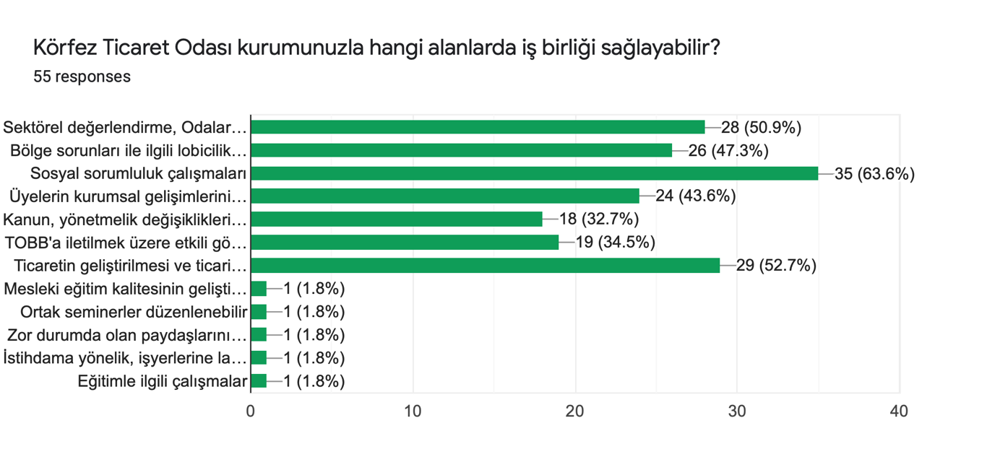 Körfez Ticaret Odası kurumunuzla hangi alanlarda iş birliği sağlayabilir?
55 responses
Sektörel değerlendirme, Odalar… 28 (50.9%)
Bölge sorunları ile ilgili lobicilik… 26 (47.3%)
Sosyal sorumluluk çalışmaları 35 (63.6%)
Üyelerin kurumsal gelişimlerini… 24 (43.6%)
Kanun, yönetmelik değişiklikleri… 18 (32.7%)
TOBB'a iletilmek üzere etkili gö… 19 (34.5%)
Ticaretin geliştirilmesi ve ticari… 29 (52.7%)
Mesleki eğitim kalitesinin gelişti… 1 (1.8%)
Ortak seminerler düzenlenebilir 1 (1.8%)
Zor durumda olan paydaşlarını… 1 (1.8%)
İstihdama yönelik, işyerlerine la… 1 (1.8%)
Eğitimle ilgili çalışmalar 1 (1.8%)
0 10 20 30 40